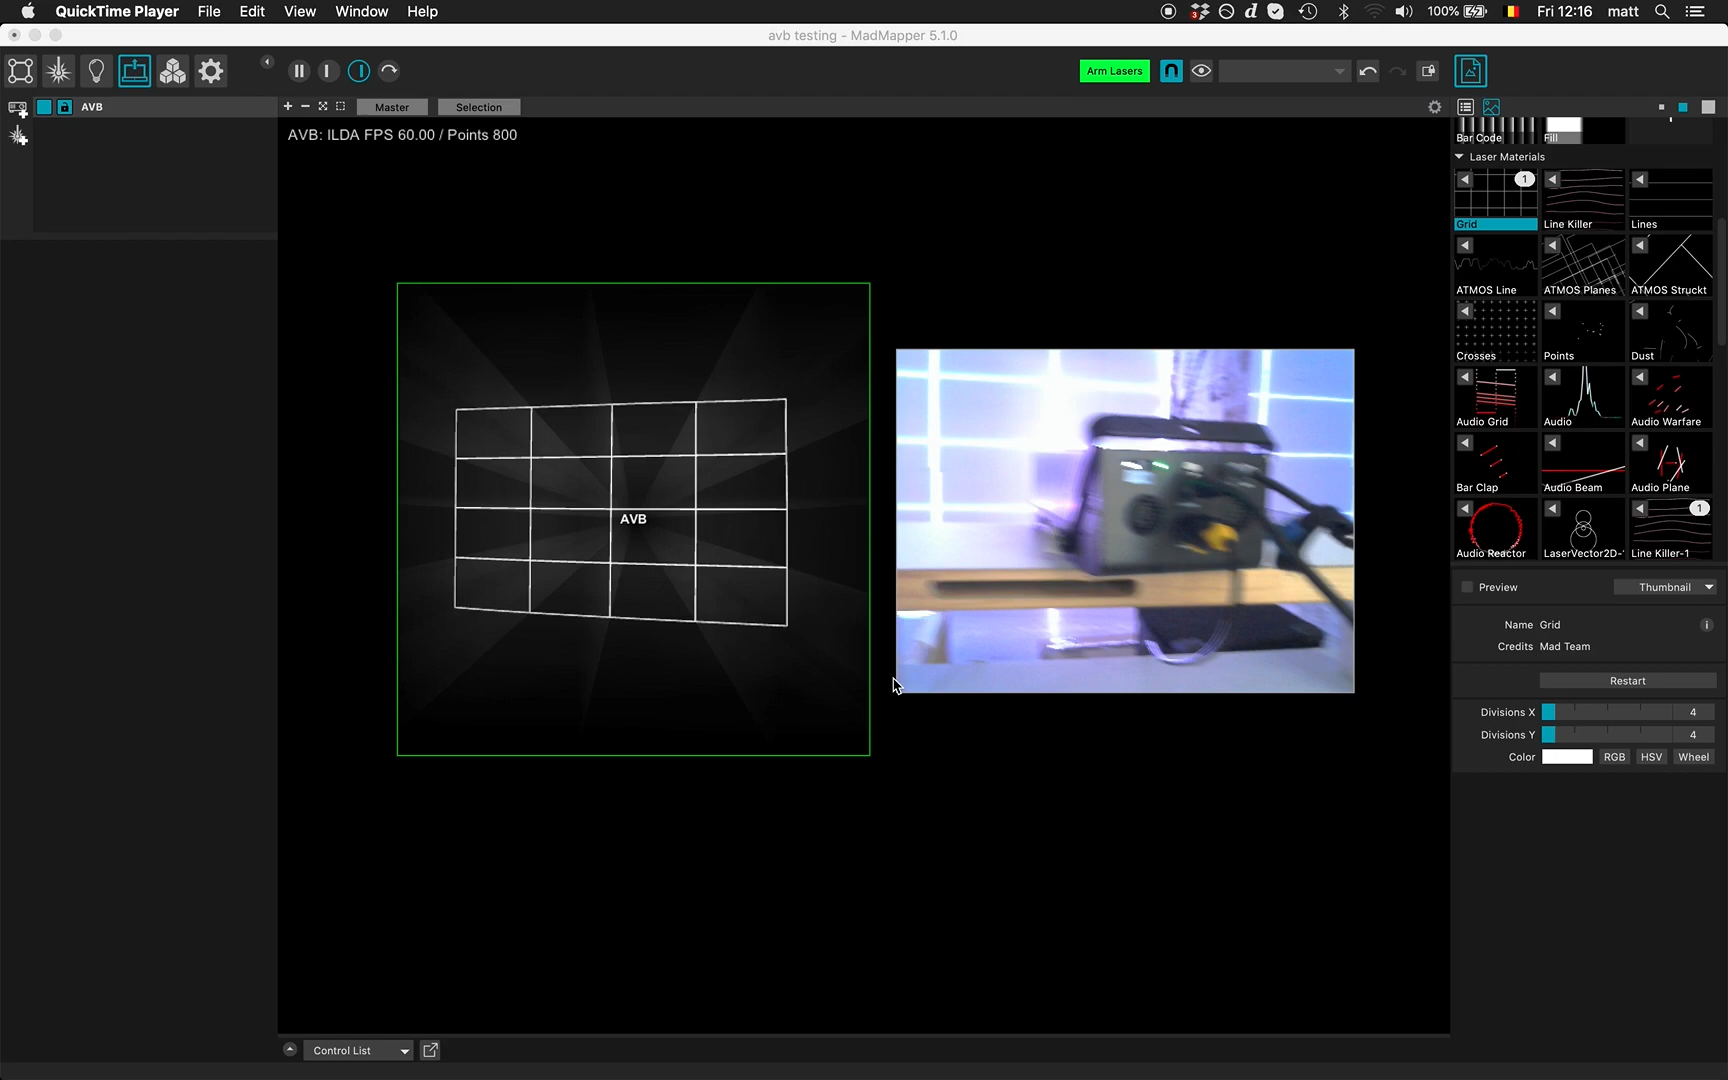 QuickTime Player File Edit View Window Help
3 d 100% Fri 12:16 matt
avb testing - MadMapper 5.1.0
Arm Lasers
AVB
Master Selection
AVB: ILDA FPS 60.00 / Points 800
AVB
Bar Code Fill
Laser Materials
1
Grid Line Killer Lines
ATMOS Line ATMOS Planes ATMOS Struckt
Crosses Points Dust
Audio Grid Audio Audio Warfare
Bar Clap Audio Beam Audio Plane
1
Audio Reactor LaserVector2D- Line Killer-1
Preview Thumbnail
Name Grid
Credits Mad Team
Restart
Divisions X 4
Divisions Y 4
Color RGB HSV Wheel
Control List